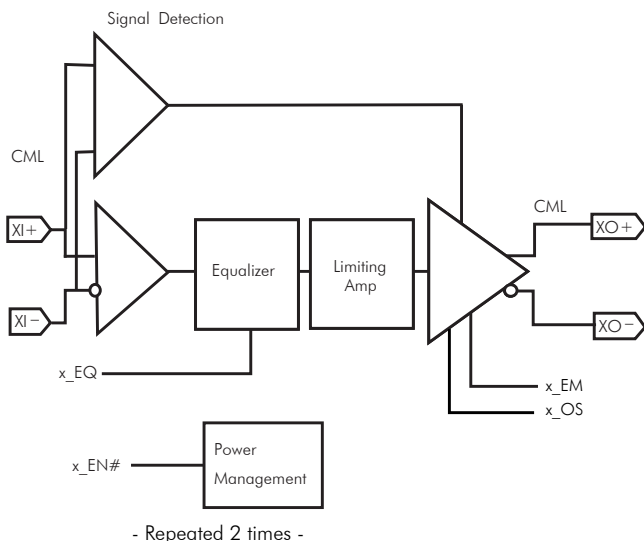 Signal Detection
CML
XI+
XI−
CML
XO+
XO−
Equalizer
Limiting
Amp
x_EQ
x_EM
x_OS
x_EN#
Power
Management
- Repeated 2 times -